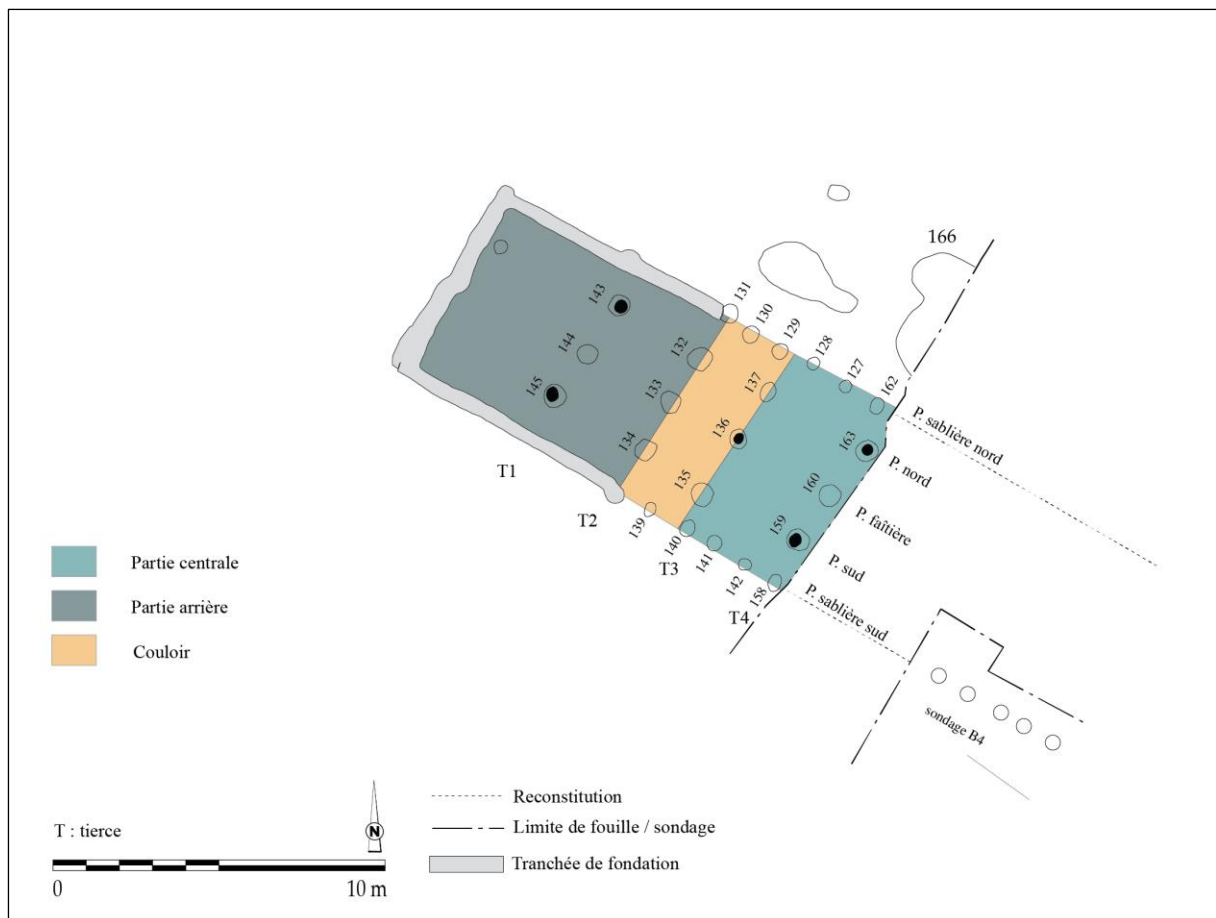 166
131
130
129
128
127
162
143
144
145
132
133
134
137
136
135
163
160
159
139
140
141
142
158
T1
T2
T3
T4
P. sablière nord
P. nord
P. faîtière
P. sud
P. sablière sud
sondage B4
Partie centrale
Partie arrière
Couloir
T : tierce
0
10 m
N
Reconstitution
Limite de fouille / sondage
Tranchée de fondation